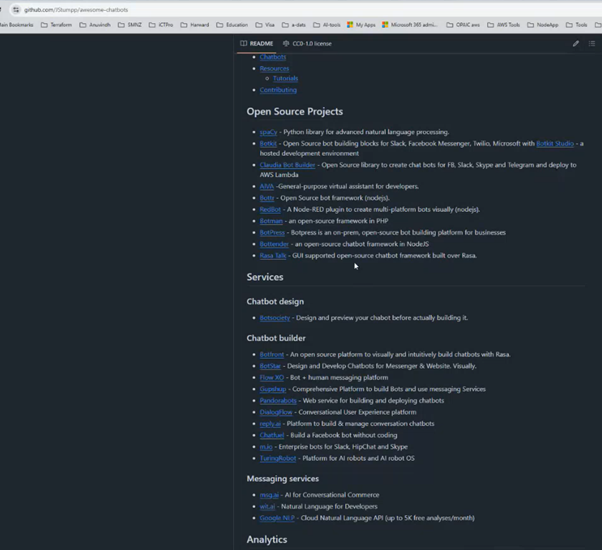 github.com/JStumpp/awesome-chatbots
Main Bookmarks Terraform Anusindh SMNZ iCTPro Harward Education Visa e-dats AI-tools My Apps Microsoft 365 admi... ORMC aws AWS Tools NodeApp Tools
README CC0-1.0 license
Chatbots
Resources
Tutorials
Contributing
Open Source Projects
spaCy - Python library for advanced natural language processing.
Botkit - Open Source bot building blocks for Slack, Facebook Messenger, Twilio, Microsoft with Botkit Studio - a
hosted development environment
Claudia Bot Builder - Open Source library to create chat bots for FB, Slack, Skype and Telegram and deploy to
AWS Lambda
AIVA -General-purpose virtual assistant for developers.
Botix - Open Source bot framework (nodejs).
RedBot - A Node-RED plugin to create multi-platform bots visually (nodejs).
Botman - an open-source framework in PHP
BotPress - Botpress is an on-prem, open-source bot building platform for businesses
Bottender - an open-source chatbot framework in NodeJS
Rasa Talk - GUI supported open-source chatbot framework built over Rasa.
Services
Chatbot design
Botsociety - Design and preview your chabot before actually building it.
Chatbot builder
Botfront - An open source platform to visually and intuitively build chatbots with Rasa.
BotStar - Design and Develop Chatbots for Messenger & Website. Visually.
Flow XO - Bot + human messaging platform
Gupshup - Comprehensive Platform to build Bots and use messaging Services
Pandorabots - Web service for building and deploying chatbots
DialogFlow - Conversational User Experience platform
reply.ai - Platform to build & manage conversation chatbots
Chatfuel - Build a Facebook bot without coding
- Enterprise bots for Slack, HipChat and Skype
TuringRobot - Platform for AI robots and AI robot OS
Messaging services
msg.ai - AI for Conversational Commerce
wit.ai - Natural Language for Developers
Google NLP - Cloud Natural Language API (up to 5K free analyses/month)
Analytics